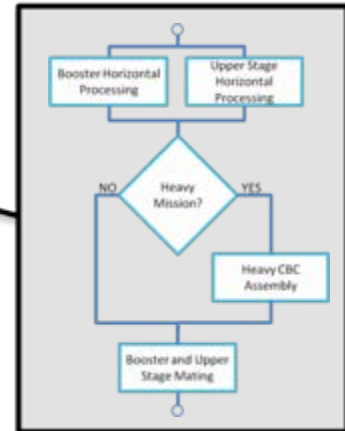 Booster Horizontal
Processing
Upper Stage
Horizontal
Processing
NO
Heavy
Mission?
YES
Heavy CBC
Assembly
Booster and Upper
Stage Mating